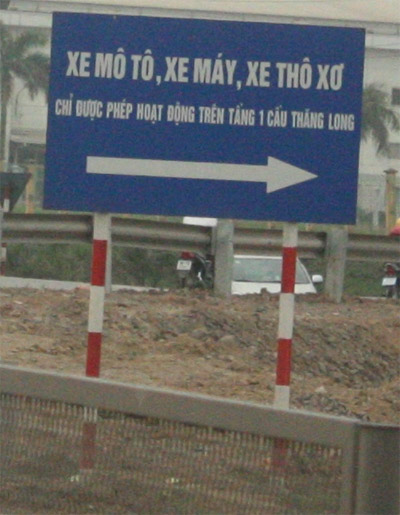 XE MÔ TÔ, XE MÁY, XE THÔ XƠ
CHỈ ĐƯỢC PHÉP HOẠT ĐỘNG TRÊN TẦNG 1 CẦU THĂNG LONG